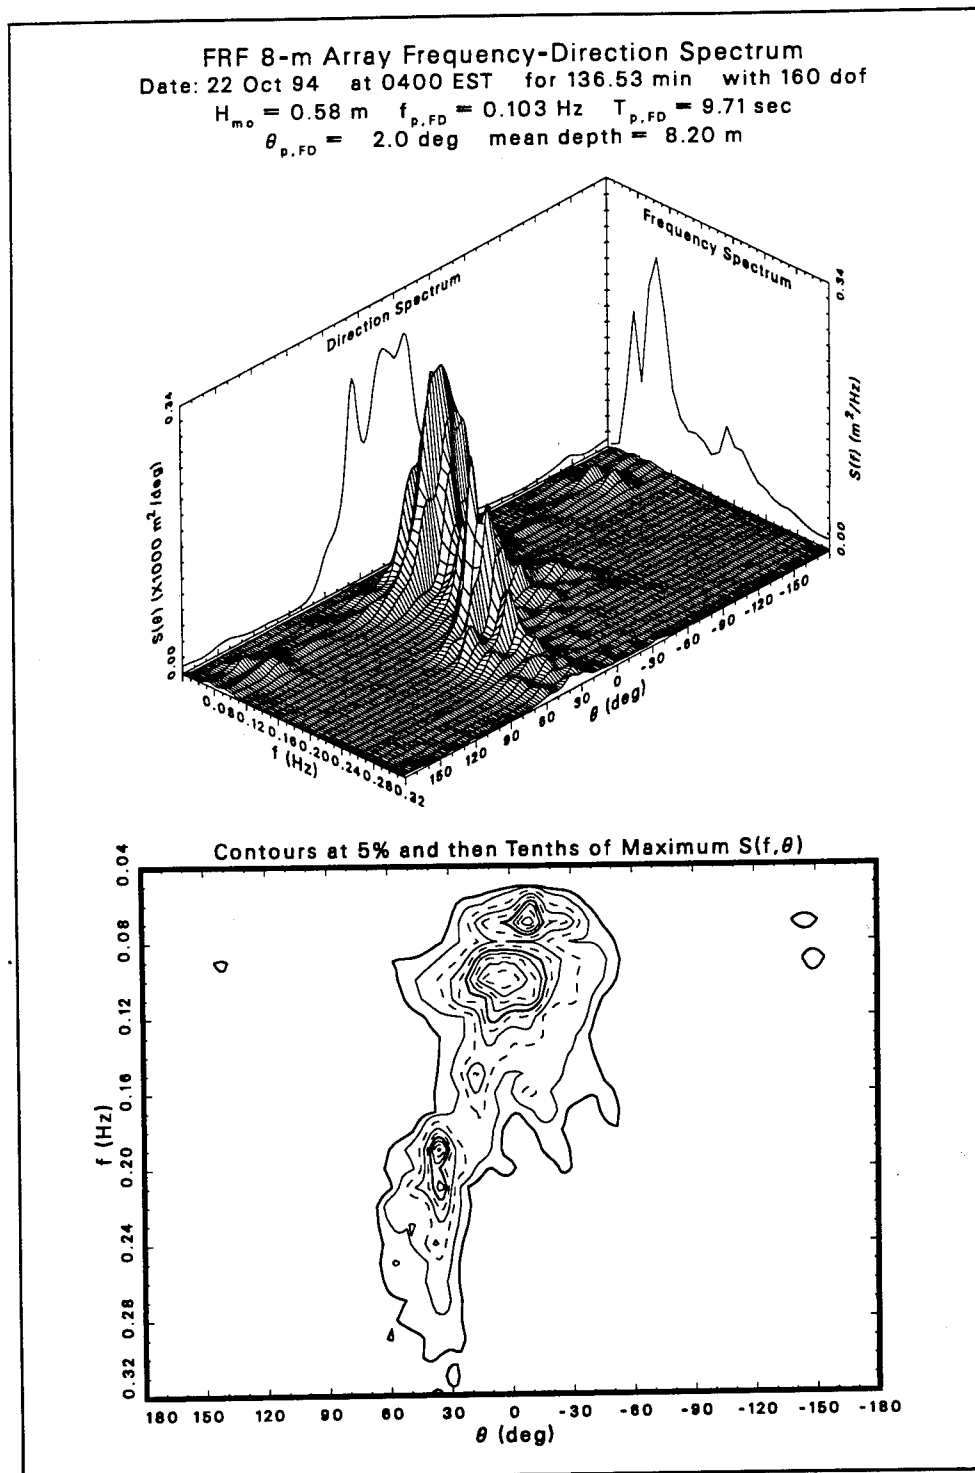 FRF 8-m Array Frequency-Direction Spectrum
Date: 22 Oct 94 at 0400 EST for 136.53 min with 160 dof
Hmo = 0.58 m fp,FD = 0.103 Hz Tp,FD = 9.71 sec
θp,FD = 2.0 deg mean depth = 8.20 m
Frequency Spectrum
Direction Spectrum
0.34
S(f) (m²/Hz)
0.00
0.34
S(θ) (X1000 m²/deg)
0.00
0.08 0.12 0.16 0.20 0.24 0.28 0.32
f (Hz)
150 120 90 60 30 0 -30 -60 -90 -120 -150
θ (deg)
Contours at 5% and then Tenths of Maximum S(f,θ)
0.04
0.08
0.12
0.16
0.20
0.24
0.28
0.32
f (Hz)
180 150 120 90 60 30 0 -30 -60 -90 -120 -150 -180
θ (deg)